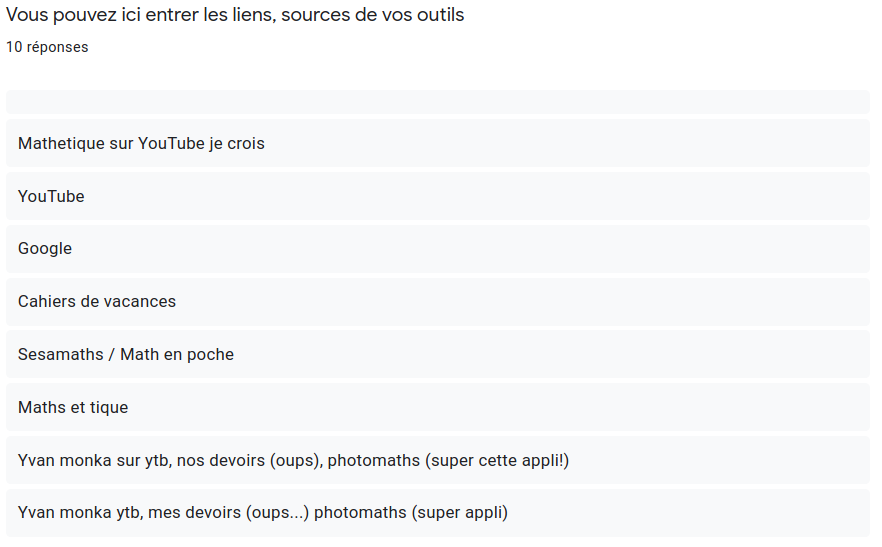 Vous pouvez ici entrer les liens, sources de vos outils
10 réponses
Mathetique sur YouTube je crois
YouTube
Google
Cahiers de vacances
Sesamaths / Math en poche
Maths et tique
Yvan monka sur ytb, nos devoirs (oups), photomaths (super cette appli!)
Yvan monka ytb, mes devoirs (oups...) photomaths (super appli)